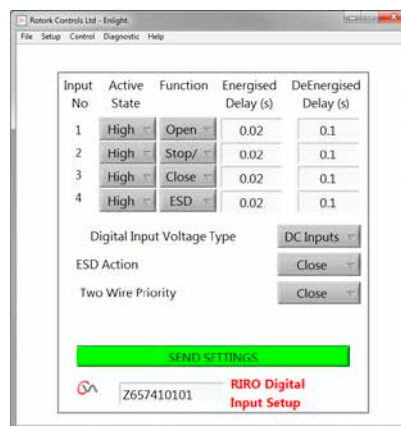 Rotork Controls Ltd - Enlight.
File Setup Control Diagnostic Help
Input Active Function Energised DeEnergised
No State Delay (s) Delay (s)
1 High Open 0.02 0.1
2 High Stop/ 0.02 0.1
3 High Close 0.02 0.1
4 High ESD 0.02 0.1
Digital Input Voltage Type DC Inputs
ESD Action Close
Two Wire Priority Close
SEND SETTINGS
Z657410101 RIRO Digital
Input Setup